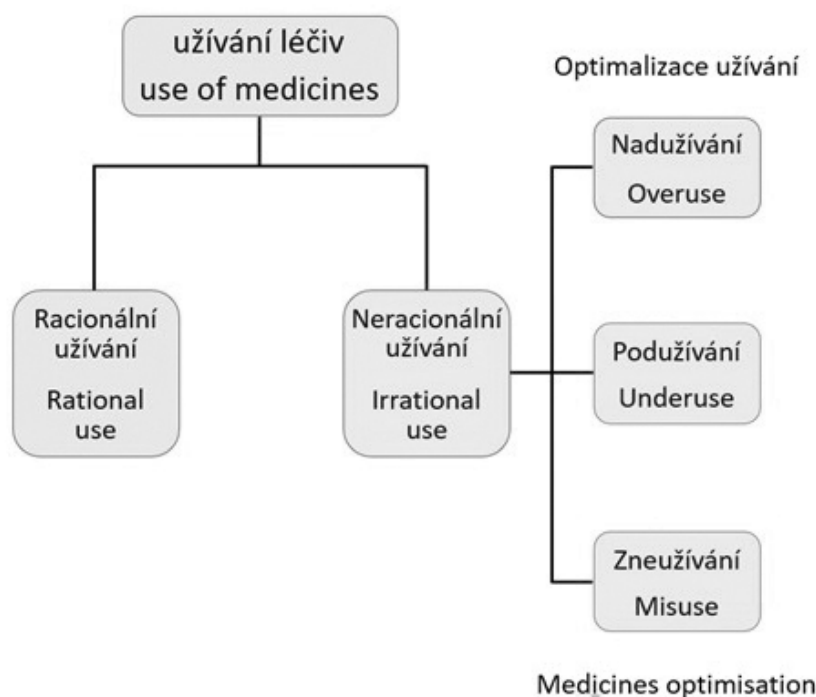 užívání léčiv
use of medicines
Optimalizace užívání
Nadužívání
Overuse
Racionální
užívání
Rational
use
Neracionální
užívání
Irrational
use
Podužívání
Underuse
Zneužívání
Misuse
Medicines optimisation